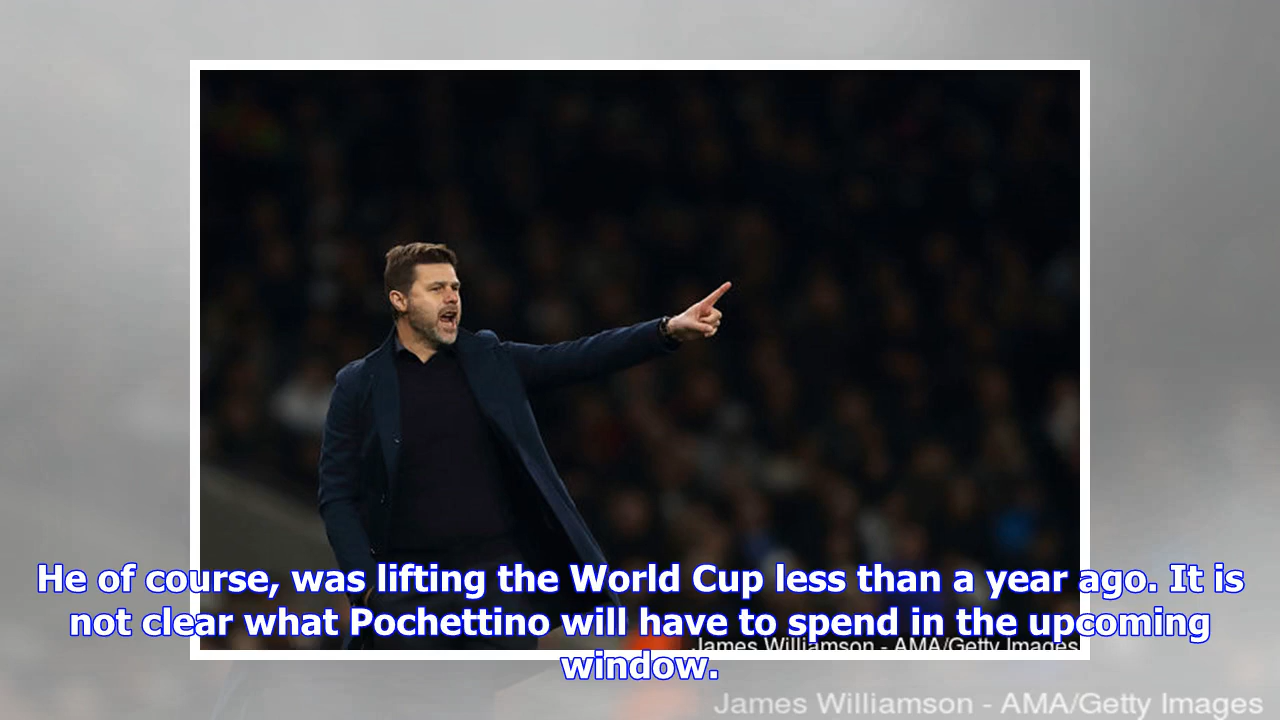 He of course, was lifting the World Cup less than a year ago. It is
not clear what Pochettino will have to spend in the upcoming
window.
James Williamson - AMA/Getty Images
James Williamson - AMA/Getty Images